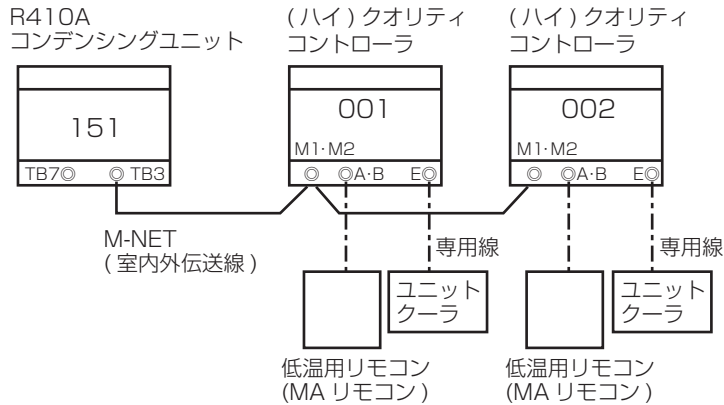 R410A
コンデンシングユニット
(ハイ)クオリティ
コントローラ
(ハイ)クオリティ
コントローラ
151
TB7◎ ◎ TB3
001
M1·M2
◎ ◎A·B E◎
002
M1·M2
◎ ◎A·B E◎
M-NET
(室内外伝送線)
専用線
専用線
ユニット
クーラ
ユニット
クーラ
低温用リモコン
(MAリモコン)
低温用リモコン
(MAリモコン)